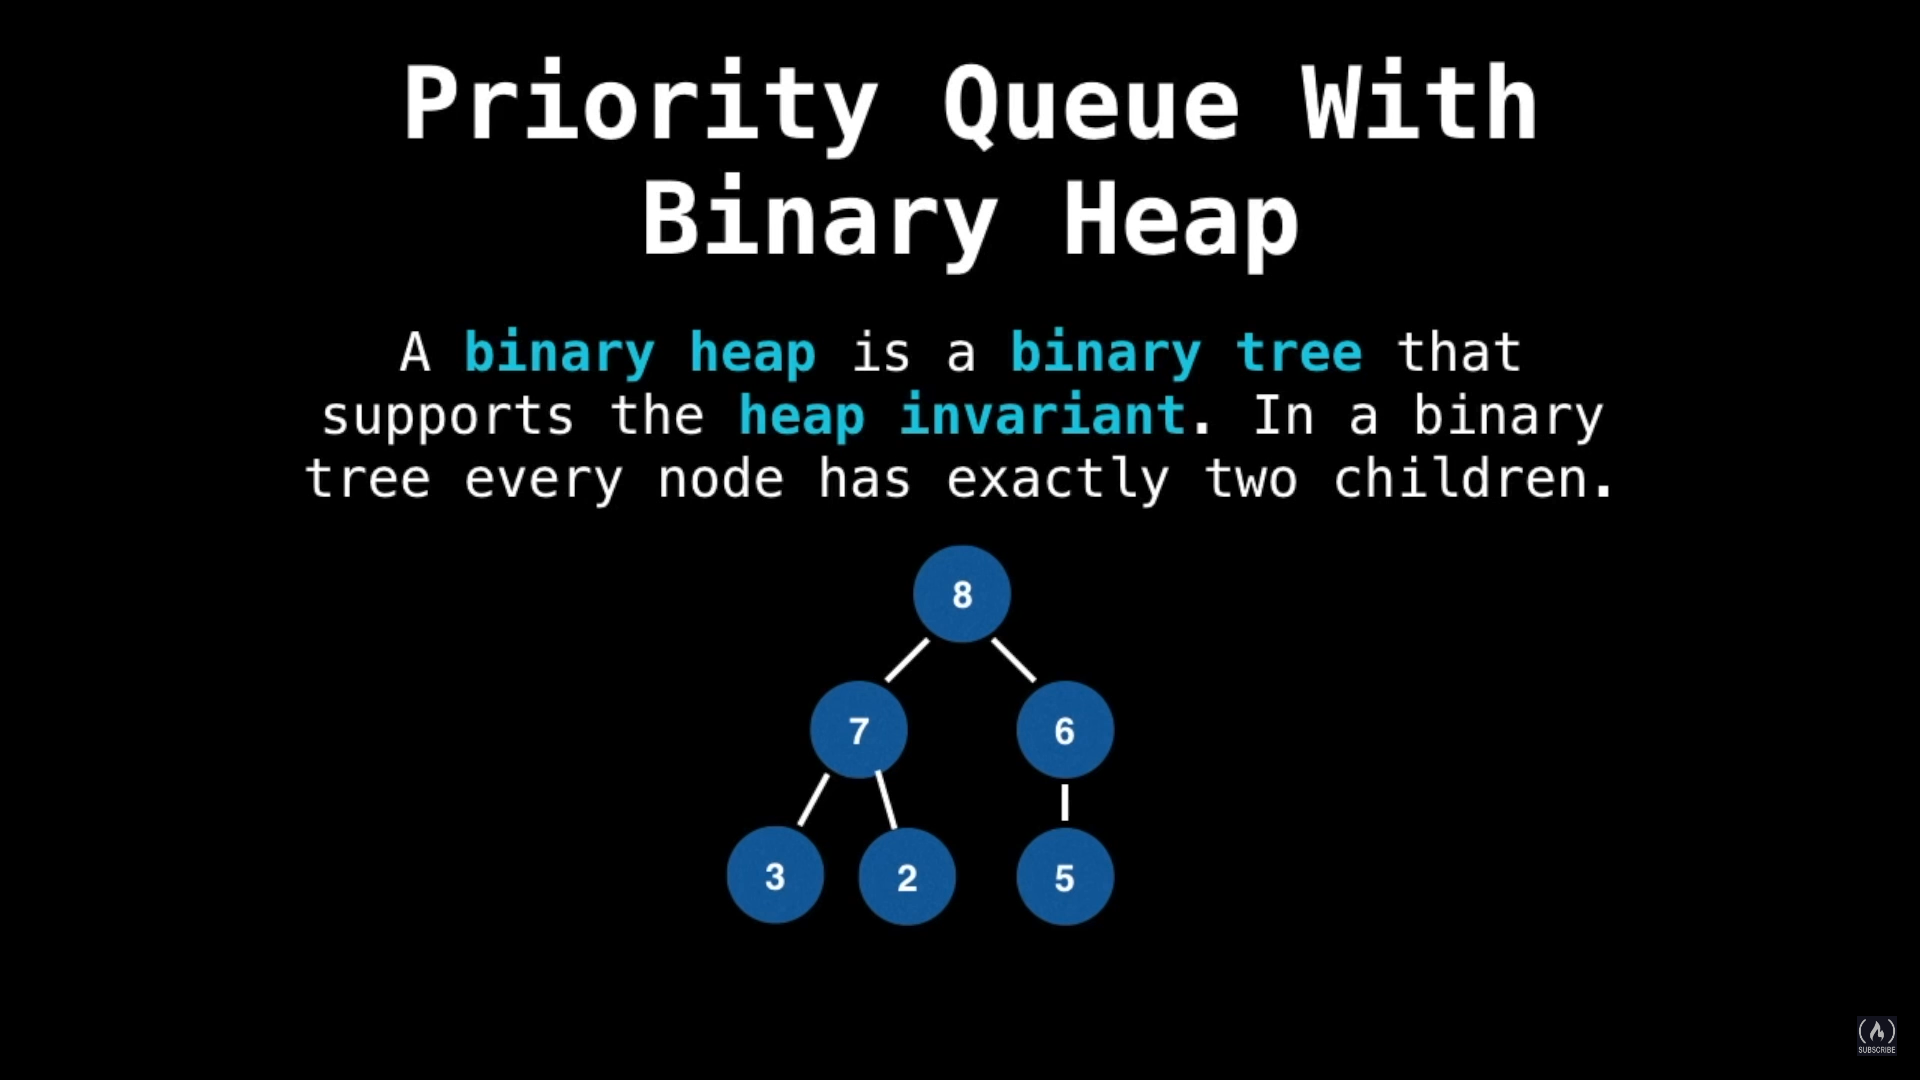 Priority Queue With
Binary Heap
A binary heap is a binary tree that
supports the heap invariant. In a binary
tree every node has exactly two children.
8
7 6
3 2 5
SUBSCRIBE